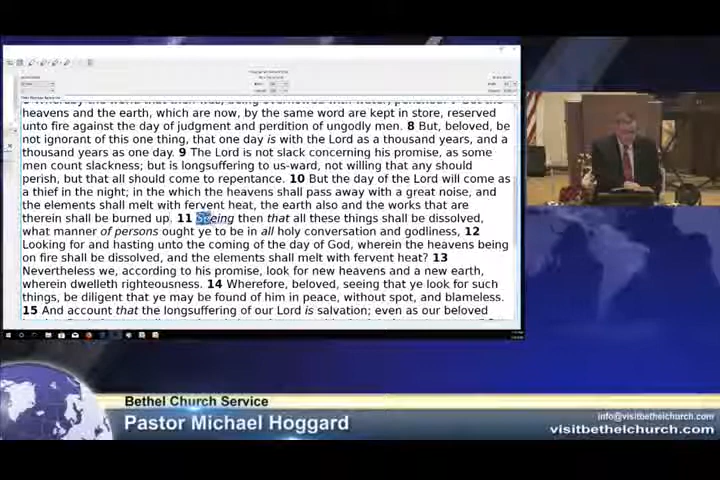 heavens and the earth, which are now, by the same word are kept in store, reserved
unto fire against the day of judgment and perdition of ungodly men. 8 But, beloved, be
not ignorant of this one thing, that one day is with the Lord as a thousand years, and a
thousand years as one day. 9 The Lord is not slack concerning his promise, as some
men count slackness; but is longsuffering to us-ward, not willing that any should
perish, but that all should come to repentance. 10 But the day of the Lord will come as
a thief in the night; in the which the heavens shall pass away with a great noise, and
the elements shall melt with fervent heat, the earth also and the works that are
therein shall be burned up. 11 Seeing then that all these things shall be dissolved,
what manner of persons ought ye to be in all holy conversation and godliness, 12
Looking for and hasting unto the coming of the day of God, wherein the heavens being
on fire shall be dissolved, and the elements shall melt with fervent heat? 13
Nevertheless we, according to his promise, look for new heavens and a new earth,
wherein dwelleth righteousness. 14 Wherefore, beloved, seeing that ye look for such
things, be diligent that ye may be found of him in peace, without spot, and blameless.
15 And account that the longsuffering of our Lord is salvation; even as our beloved
Bethel Church Service
Pastor Michael Hoggard
info@visitbethelchurch.com
visitbethelchurch.com